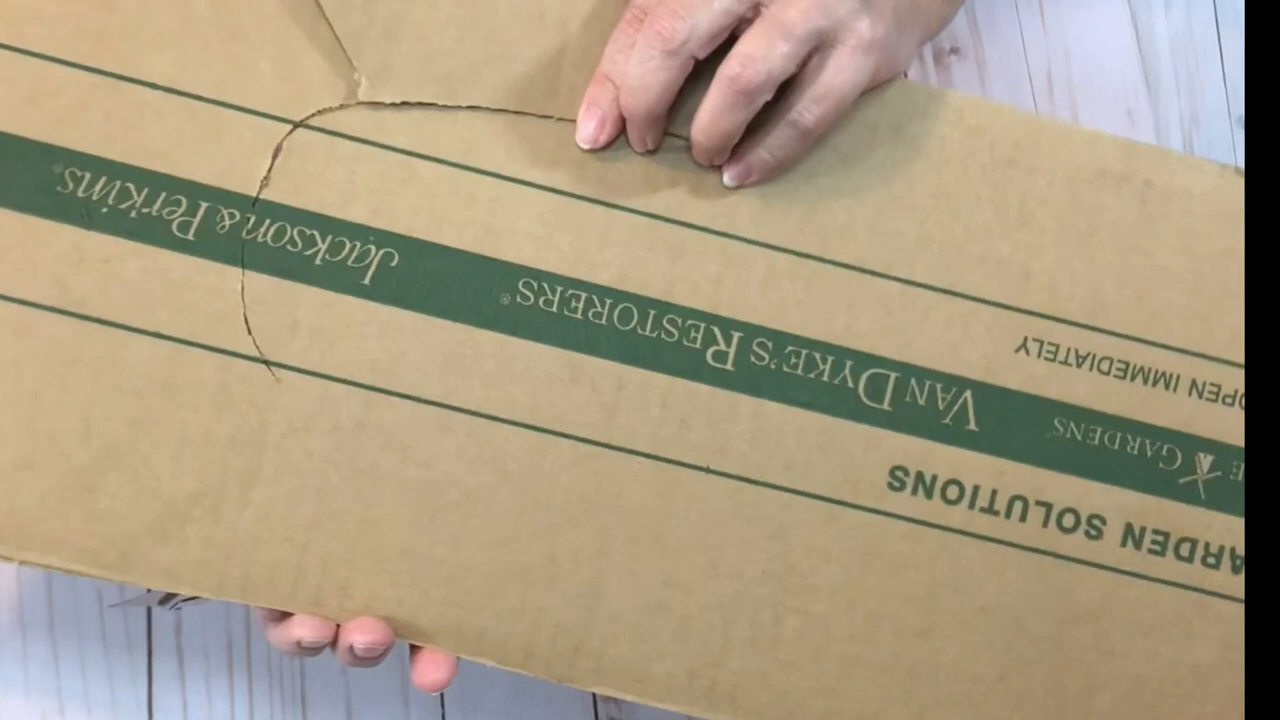 ARDEN SOLUTIONS
E GARDENS® VAN DYKE'S RESTORERS® Jackson & Perkins®
OPEN IMMEDIATELY